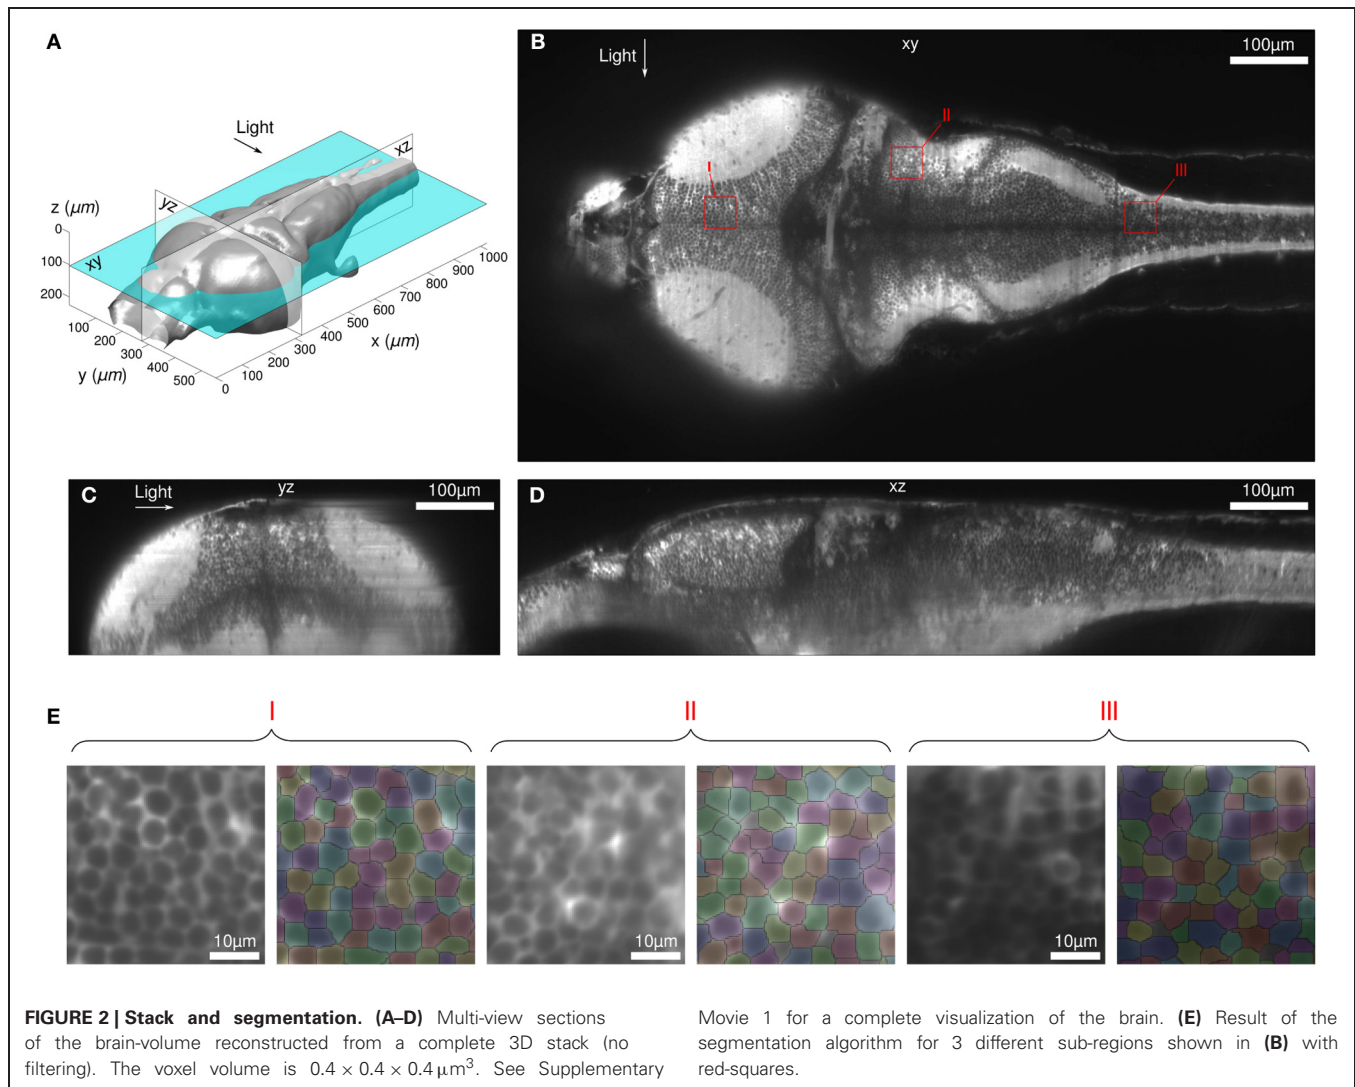 A
Light
xz
z (μm)
yz
0
xy
100
200
1000
900
800
700
600
500
400
300
200
100
0
x (μm)
100
200
300
400
500
y (μm)
B
Light
xy
100μm
I
II
III
C
Light
yz
100μm
D
xz
100μm
E
I
II
III
10μm
10μm
10μm
FIGURE 2 | Stack and segmentation. (A–D) Multi-view sections
of the brain-volume reconstructed from a complete 3D stack (no
filtering). The voxel volume is 0.4 × 0.4 × 0.4 μm³. See Supplementary
Movie 1 for a complete visualization of the brain. (E) Result of the
segmentation algorithm for 3 different sub-regions shown in (B) with
red-squares.